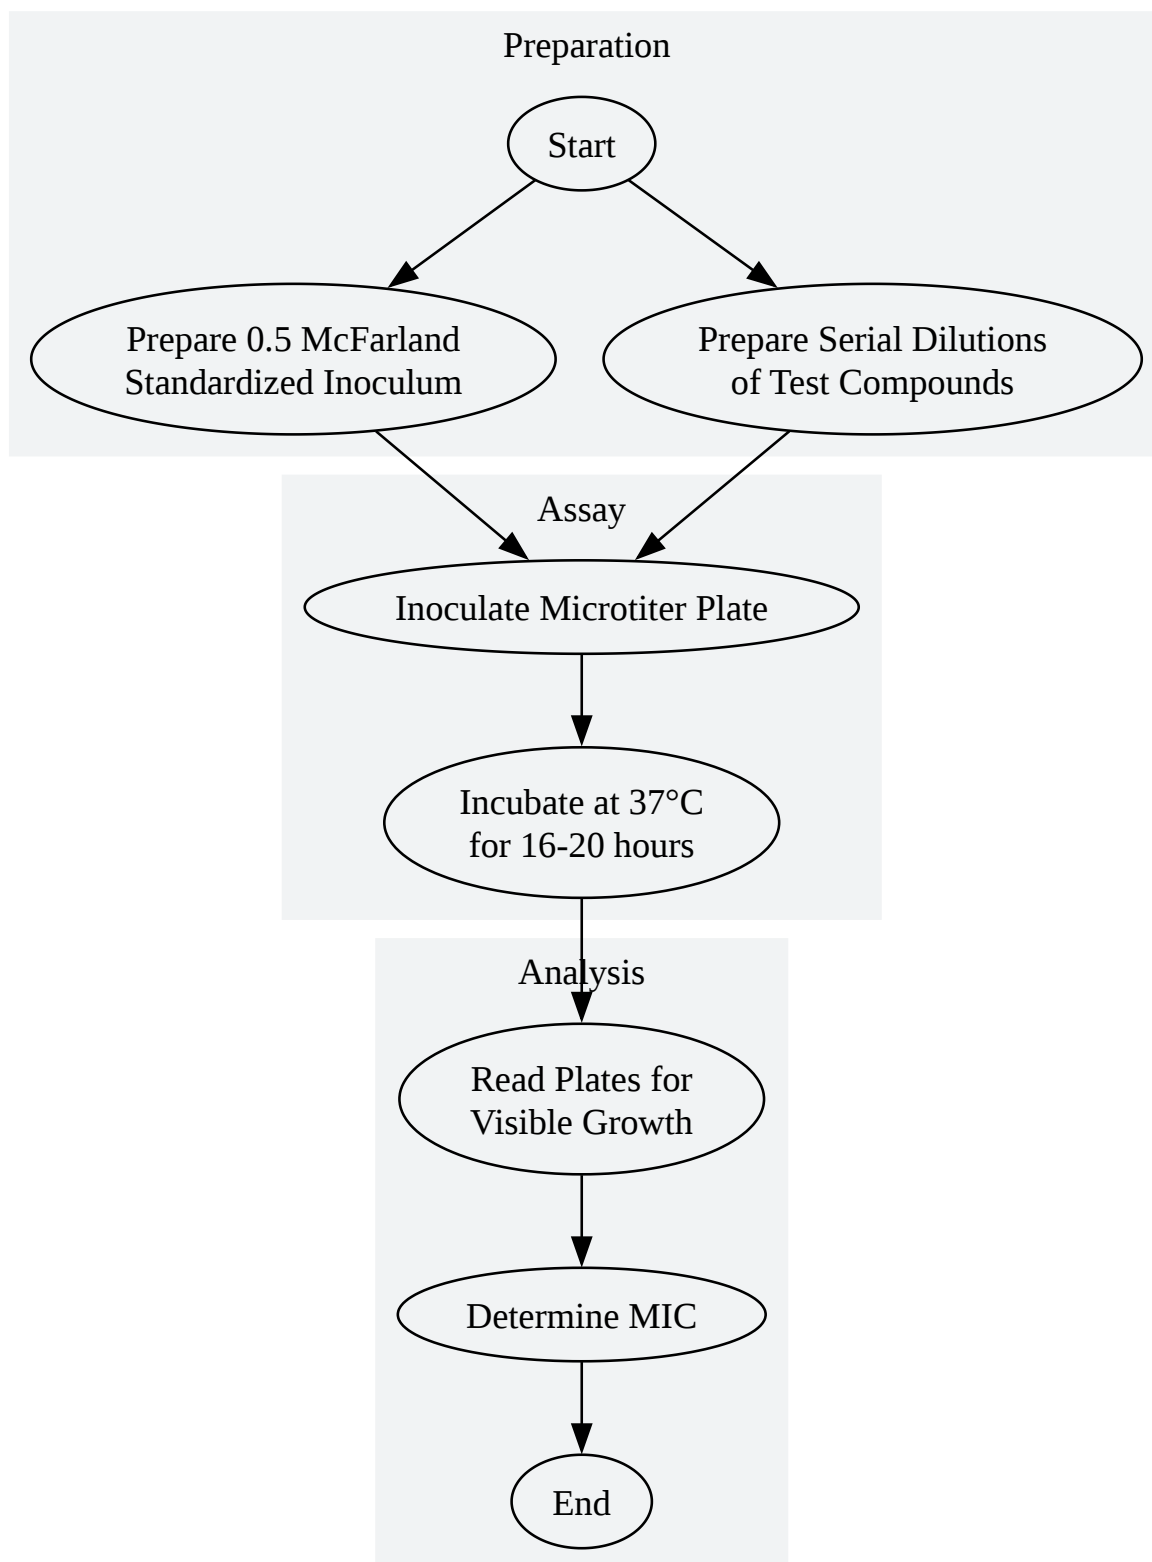 Preparation
Start
Prepare 0.5 McFarland
Standardized Inoculum
Prepare Serial Dilutions
of Test Compounds
Assay
Inoculate Microtiter Plate
Incubate at 37°C
for 16-20 hours
Analysis
Read Plates for
Visible Growth
Determine MIC
End